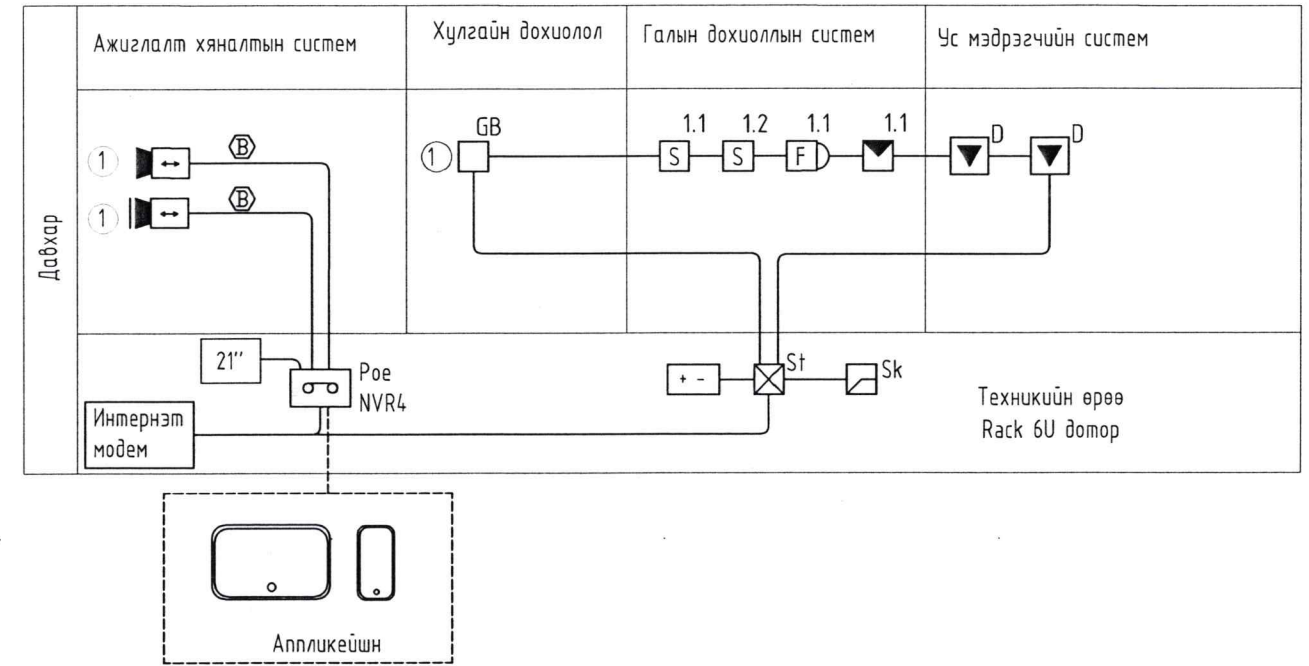 Ажиглалт хяналтын систем
Хулгайн дохиолол
Галын дохиоллын систем
Ус мэдрэгчийн систем
Давхар
1
B
1
B
1
GB
1.1
1.2
1.1
1.1
S
S
F
D
D
21''
Poe
NVR4
+ -
St
Sk
Интернэт
модем
Техникийн өрөө
Rack 6U дотор
Аппликейшн